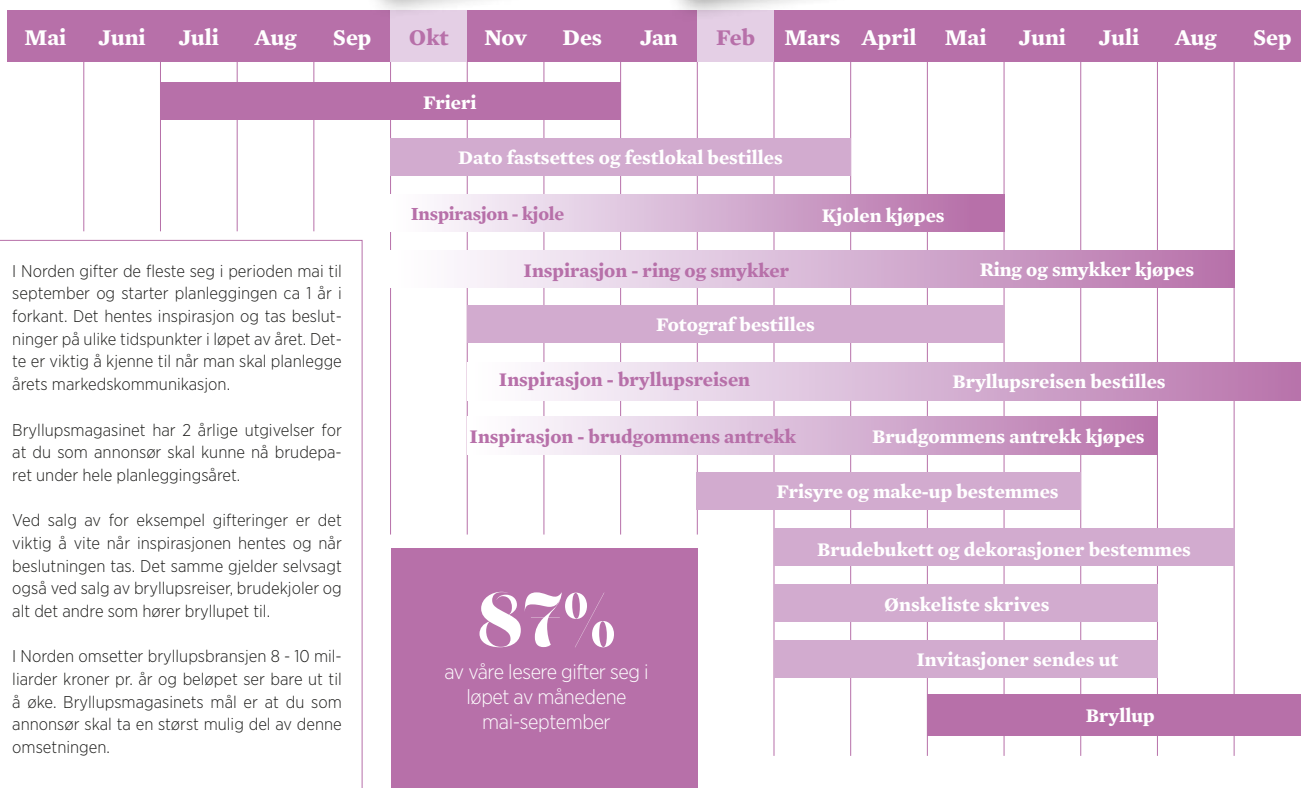 Mai Juni Juli Aug Sep Okt Nov Des Jan Feb Mars April Mai Juni Juli Aug Sep
Frieri
Dato fastsettes og festlokal bestilles
Inspirasjon - kjole Kjolen kjøpes
Inspirasjon - ring og smykker Ring og smykker kjøpes
Fotograf bestilles
Inspirasjon - bryllupsreisen Bryllupsreisen bestilles
Inspirasjon - brudgommens antrekk Brudgommens antrekk kjøpes
Frisyre og make-up bestemmes
Brudebukett og dekorasjoner bestemmes
Ønskeliste skrives
Invitasjoner sendes ut
Bryllup
I Norden gifter de fleste seg i perioden mai til
september og starter planleggingen ca 1 år i
forkant. Det hentes inspirasjon og tas beslut-
ninger på ulike tidspunkter i løpet av året. Det-
te er viktig å kjenne til når man skal planlegge
årets markedskommunikasjon.
Bryllupsmagasinet har 2 årlige utgivelser for
at du som annonsør skal kunne nå brudepa-
ret under hele planleggingsåret.
Ved salg av for eksempel gifteringer er det
viktig å vite når inspirasjonen hentes og når
beslutningen tas. Det samme gjelder selvsagt
også ved salg av bryllupsreiser, brudekjoler og
alt det andre som hører bryllupet til.
I Norden omsetter bryllupsbransjen 8 - 10 mil-
liarder kroner pr. år og beløpet ser bare ut til
å øke. Bryllupsmagasinets mål er at du som
annonsør skal ta en størst mulig del av denne
omsetningen.
87%
av våre lesere gifter seg i
løpet av månedene
mai-september